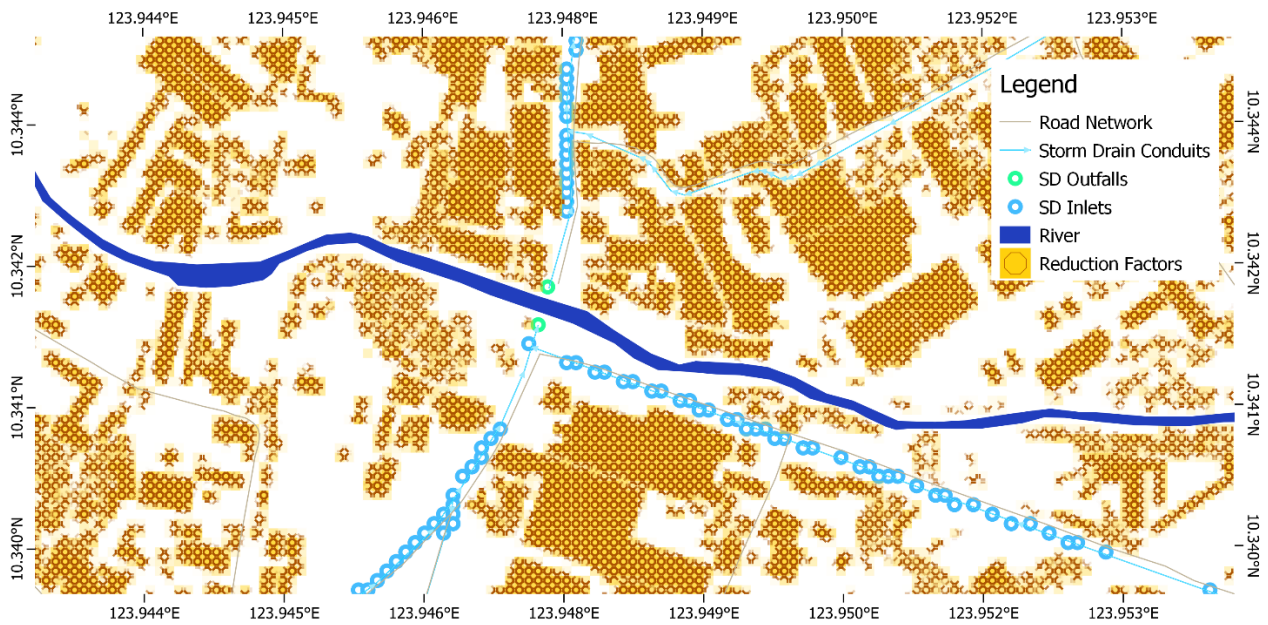 123.944°E 123.945°E 123.946°E 123.948°E 123.949°E 123.950°E 123.952°E 123.953°E
10.344°N
10.342°N
10.341°N
10.340°N
Legend
Road Network
Storm Drain Conduits
SD Outfalls
SD Inlets
River
Reduction Factors
10.344°N
10.342°N
10.341°N
10.340°N
123.944°E 123.945°E 123.946°E 123.948°E 123.949°E 123.950°E 123.952°E 123.953°E